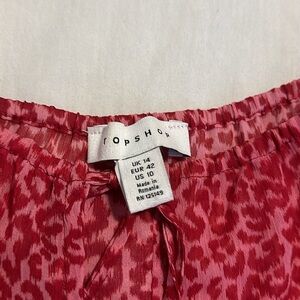 TOPSHOP
UK 14
EUR 42
US 10
Made in
Romania
RN 125149